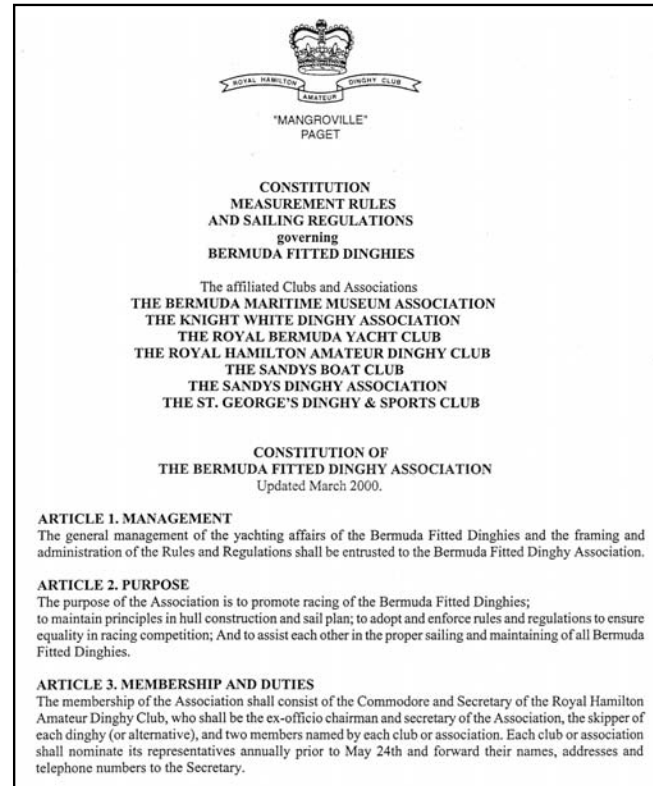 ROYAL HAMILTON
AMATEUR
DINGHY CLUB
"MANGROVILLE"
PAGET
CONSTITUTION
MEASUREMENT RULES
AND SAILING REGULATIONS
governing
BERMUDA FITTED DINGHIES
The affiliated Clubs and Associations
THE BERMUDA MARITIME MUSEUM ASSOCIATION
THE KNIGHT WHITE DINGHY ASSOCIATION
THE ROYAL BERMUDA YACHT CLUB
THE ROYAL HAMILTON AMATEUR DINGHY CLUB
THE SANDYS BOAT CLUB
THE SANDYS DINGHY ASSOCIATION
THE ST. GEORGE'S DINGHY & SPORTS CLUB
CONSTITUTION OF
THE BERMUDA FITTED DINGHY ASSOCIATION
Updated March 2000.
ARTICLE 1. MANAGEMENT
The general management of the yachting affairs of the Bermuda Fitted Dinghies and the framing and
administration of the Rules and Regulations shall be entrusted to the Bermuda Fitted Dinghy Association.
ARTICLE 2. PURPOSE
The purpose of the Association is to promote racing of the Bermuda Fitted Dinghies;
to maintain principles in hull construction and sail plan; to adopt and enforce rules and regulations to ensure
equality in racing competition; And to assist each other in the proper sailing and maintaining of all Bermuda
Fitted Dinghies.
ARTICLE 3. MEMBERSHIP AND DUTIES
The membership of the Association shall consist of the Commodore and Secretary of the Royal Hamilton
Amateur Dinghy Club, who shall be the ex-officio chairman and secretary of the Association, the skipper of
each dinghy (or alternative), and two members named by each club or association. Each club or association
shall nominate its representatives annually prior to May 24th and forward their names, addresses and
telephone numbers to the Secretary.